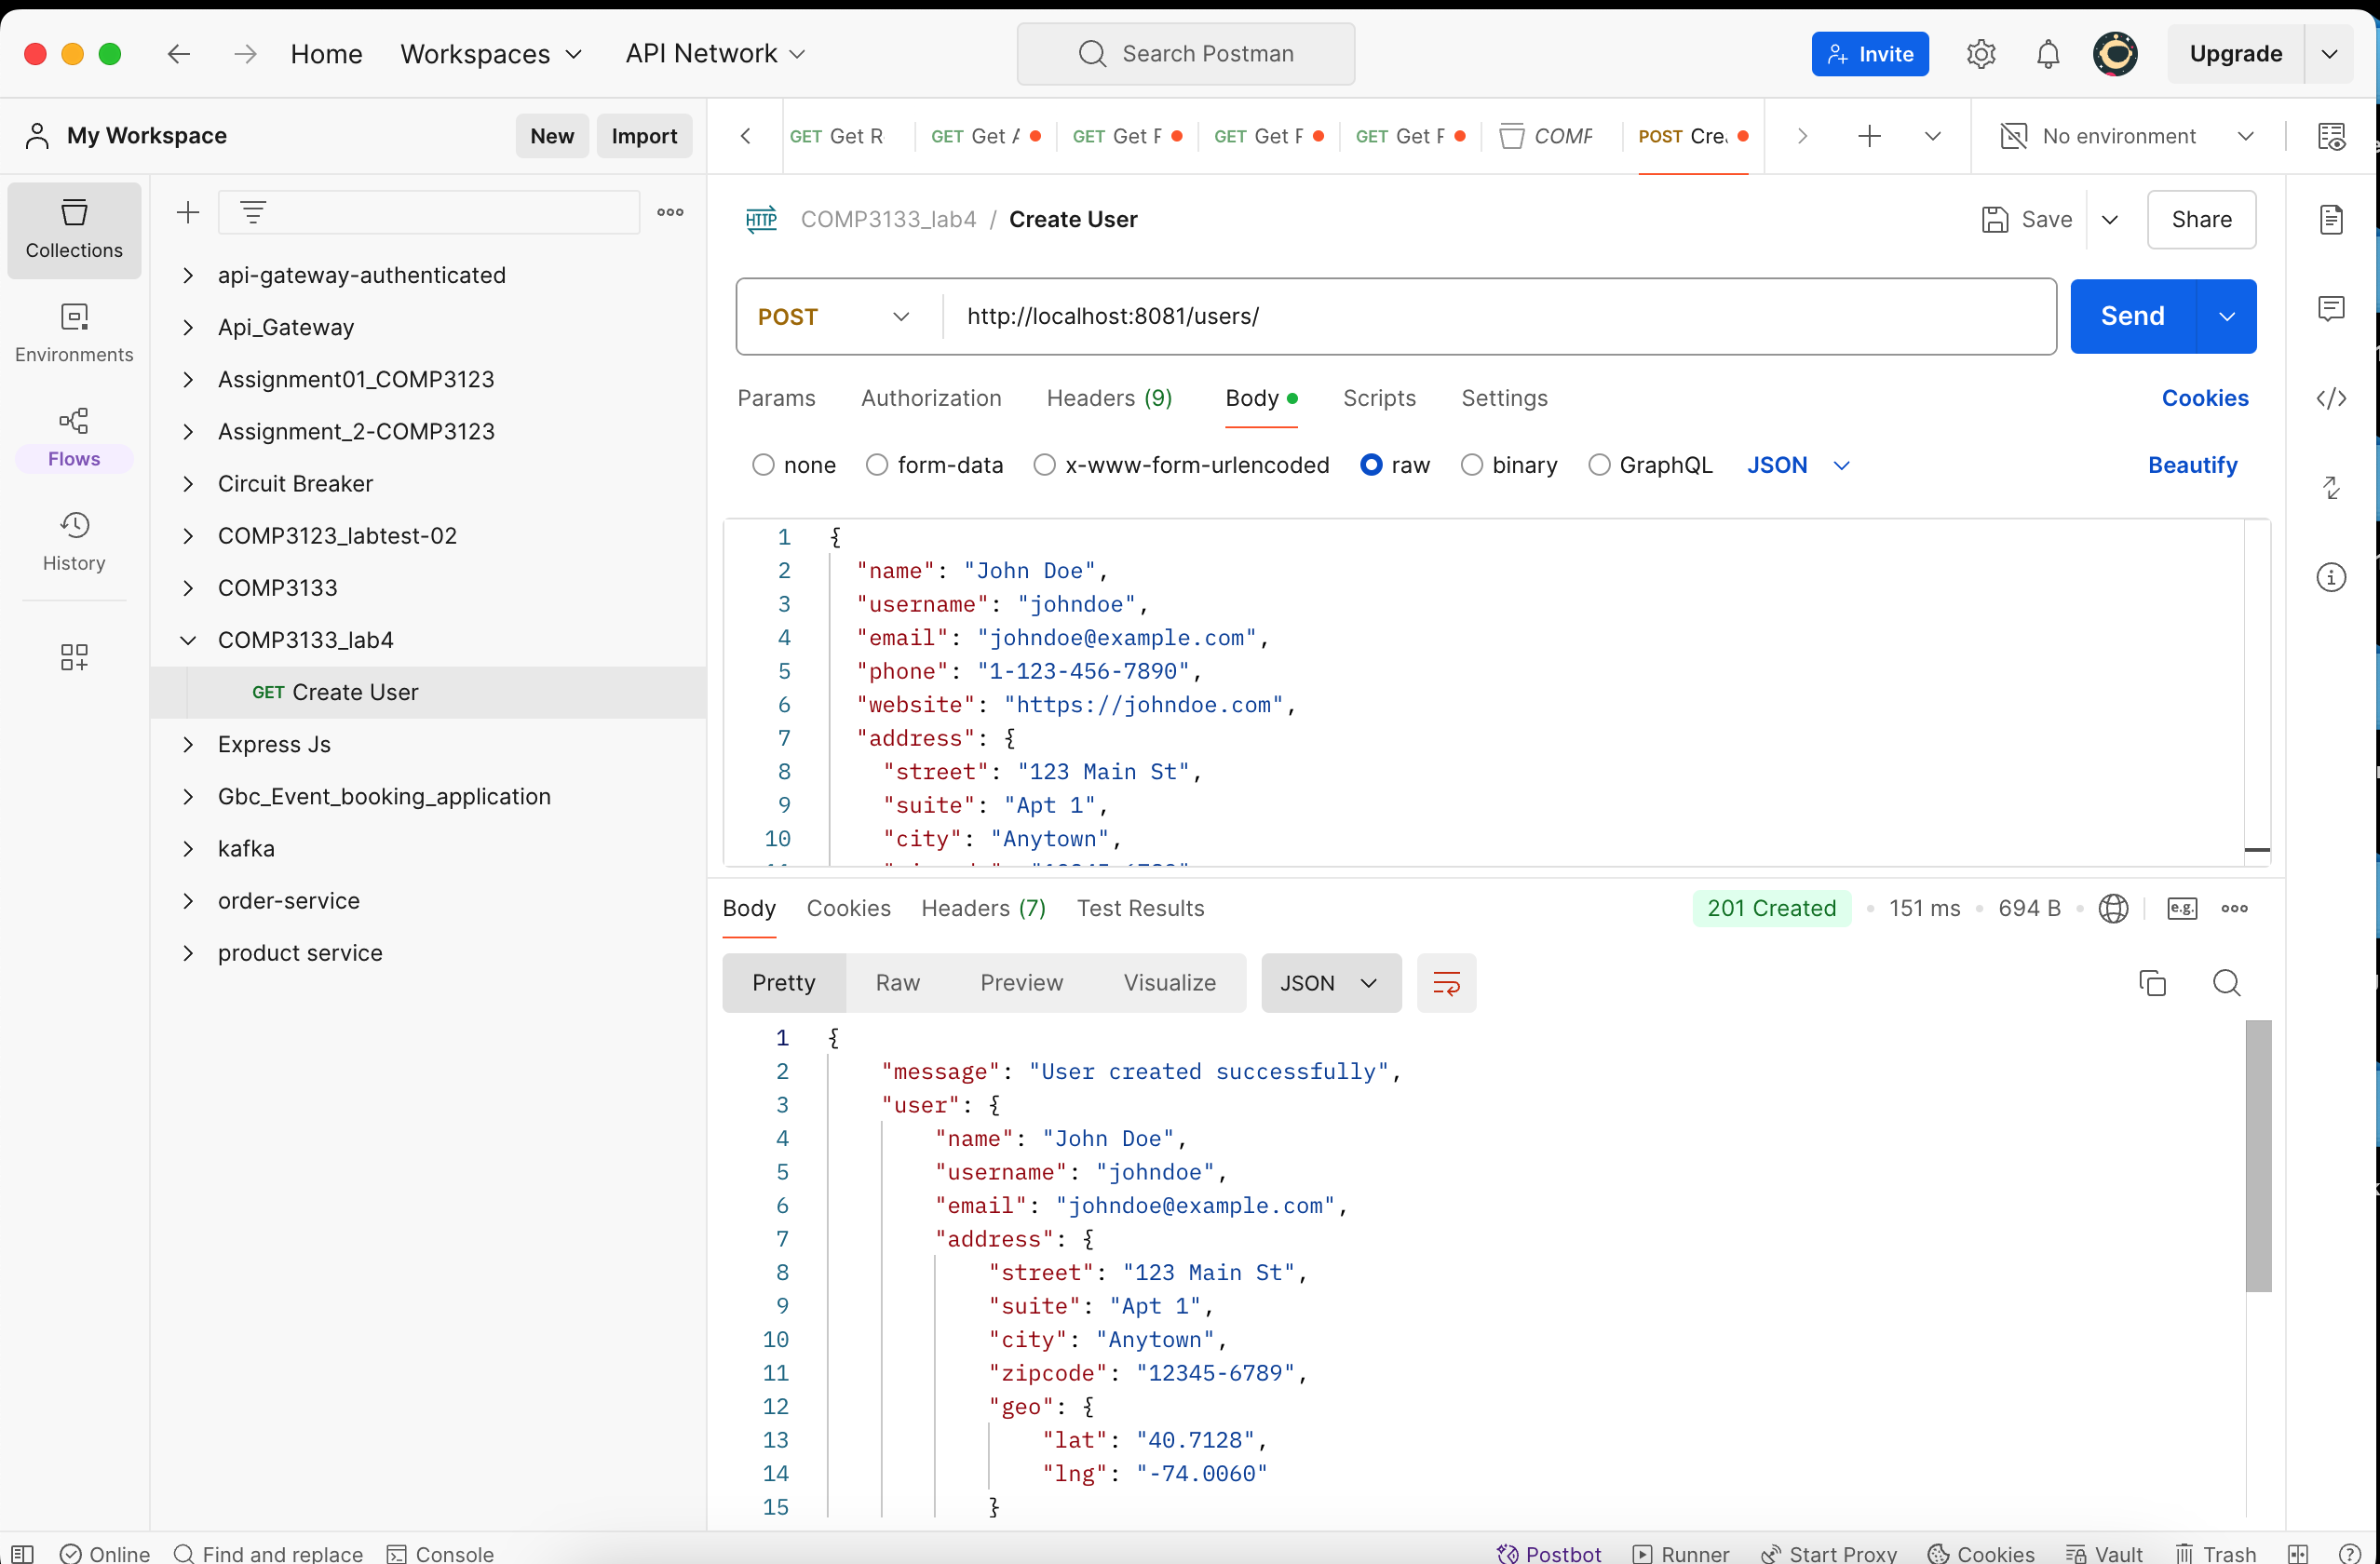 Home Workspaces API Network Search Postman Invite Upgrade
My Workspace New Import
GET Get R GET Get A GET Get F GET Get F GET Get F COMF POST Cre No environment
Collections
Environments
Flows
History
api-gateway-authenticated
Api_Gateway
Assignment01_COMP3123
Assignment_2-COMP3123
Circuit Breaker
COMP3123_labtest-02
COMP3133
COMP3133_lab4
GET Create User
Express Js
Gbc_Event_booking_application
kafka
order-service
product service
HTTP COMP3133_lab4 / Create User Save Share
POST http://localhost:8081/users/ Send
Params Authorization Headers (9) Body Scripts Settings Cookies
none form-data x-www-form-urlencoded raw binary GraphQL JSON Beautify
1 {
2 "name": "John Doe",
3 "username": "johndoe",
4 "email": "johndoe@example.com",
5 "phone": "1-123-456-7890",
6 "website": "https://johndoe.com",
7 "address": {
8 "street": "123 Main St",
9 "suite": "Apt 1",
10 "city": "Anytown",
Body Cookies Headers (7) Test Results 201 Created 151 ms 694 B e.g.
Pretty Raw Preview Visualize JSON
1 {
2 "message": "User created successfully",
3 "user": {
4 "name": "John Doe",
5 "username": "johndoe",
6 "email": "johndoe@example.com",
7 "address": {
8 "street": "123 Main St",
9 "suite": "Apt 1",
10 "city": "Anytown",
11 "zipcode": "12345-6789",
12 "geo": {
13 "lat": "40.7128",
14 "lng": "-74.0060"
15 }
Online Find and replace Console Postbot Runner Start Proxy Cookies Vault Trash